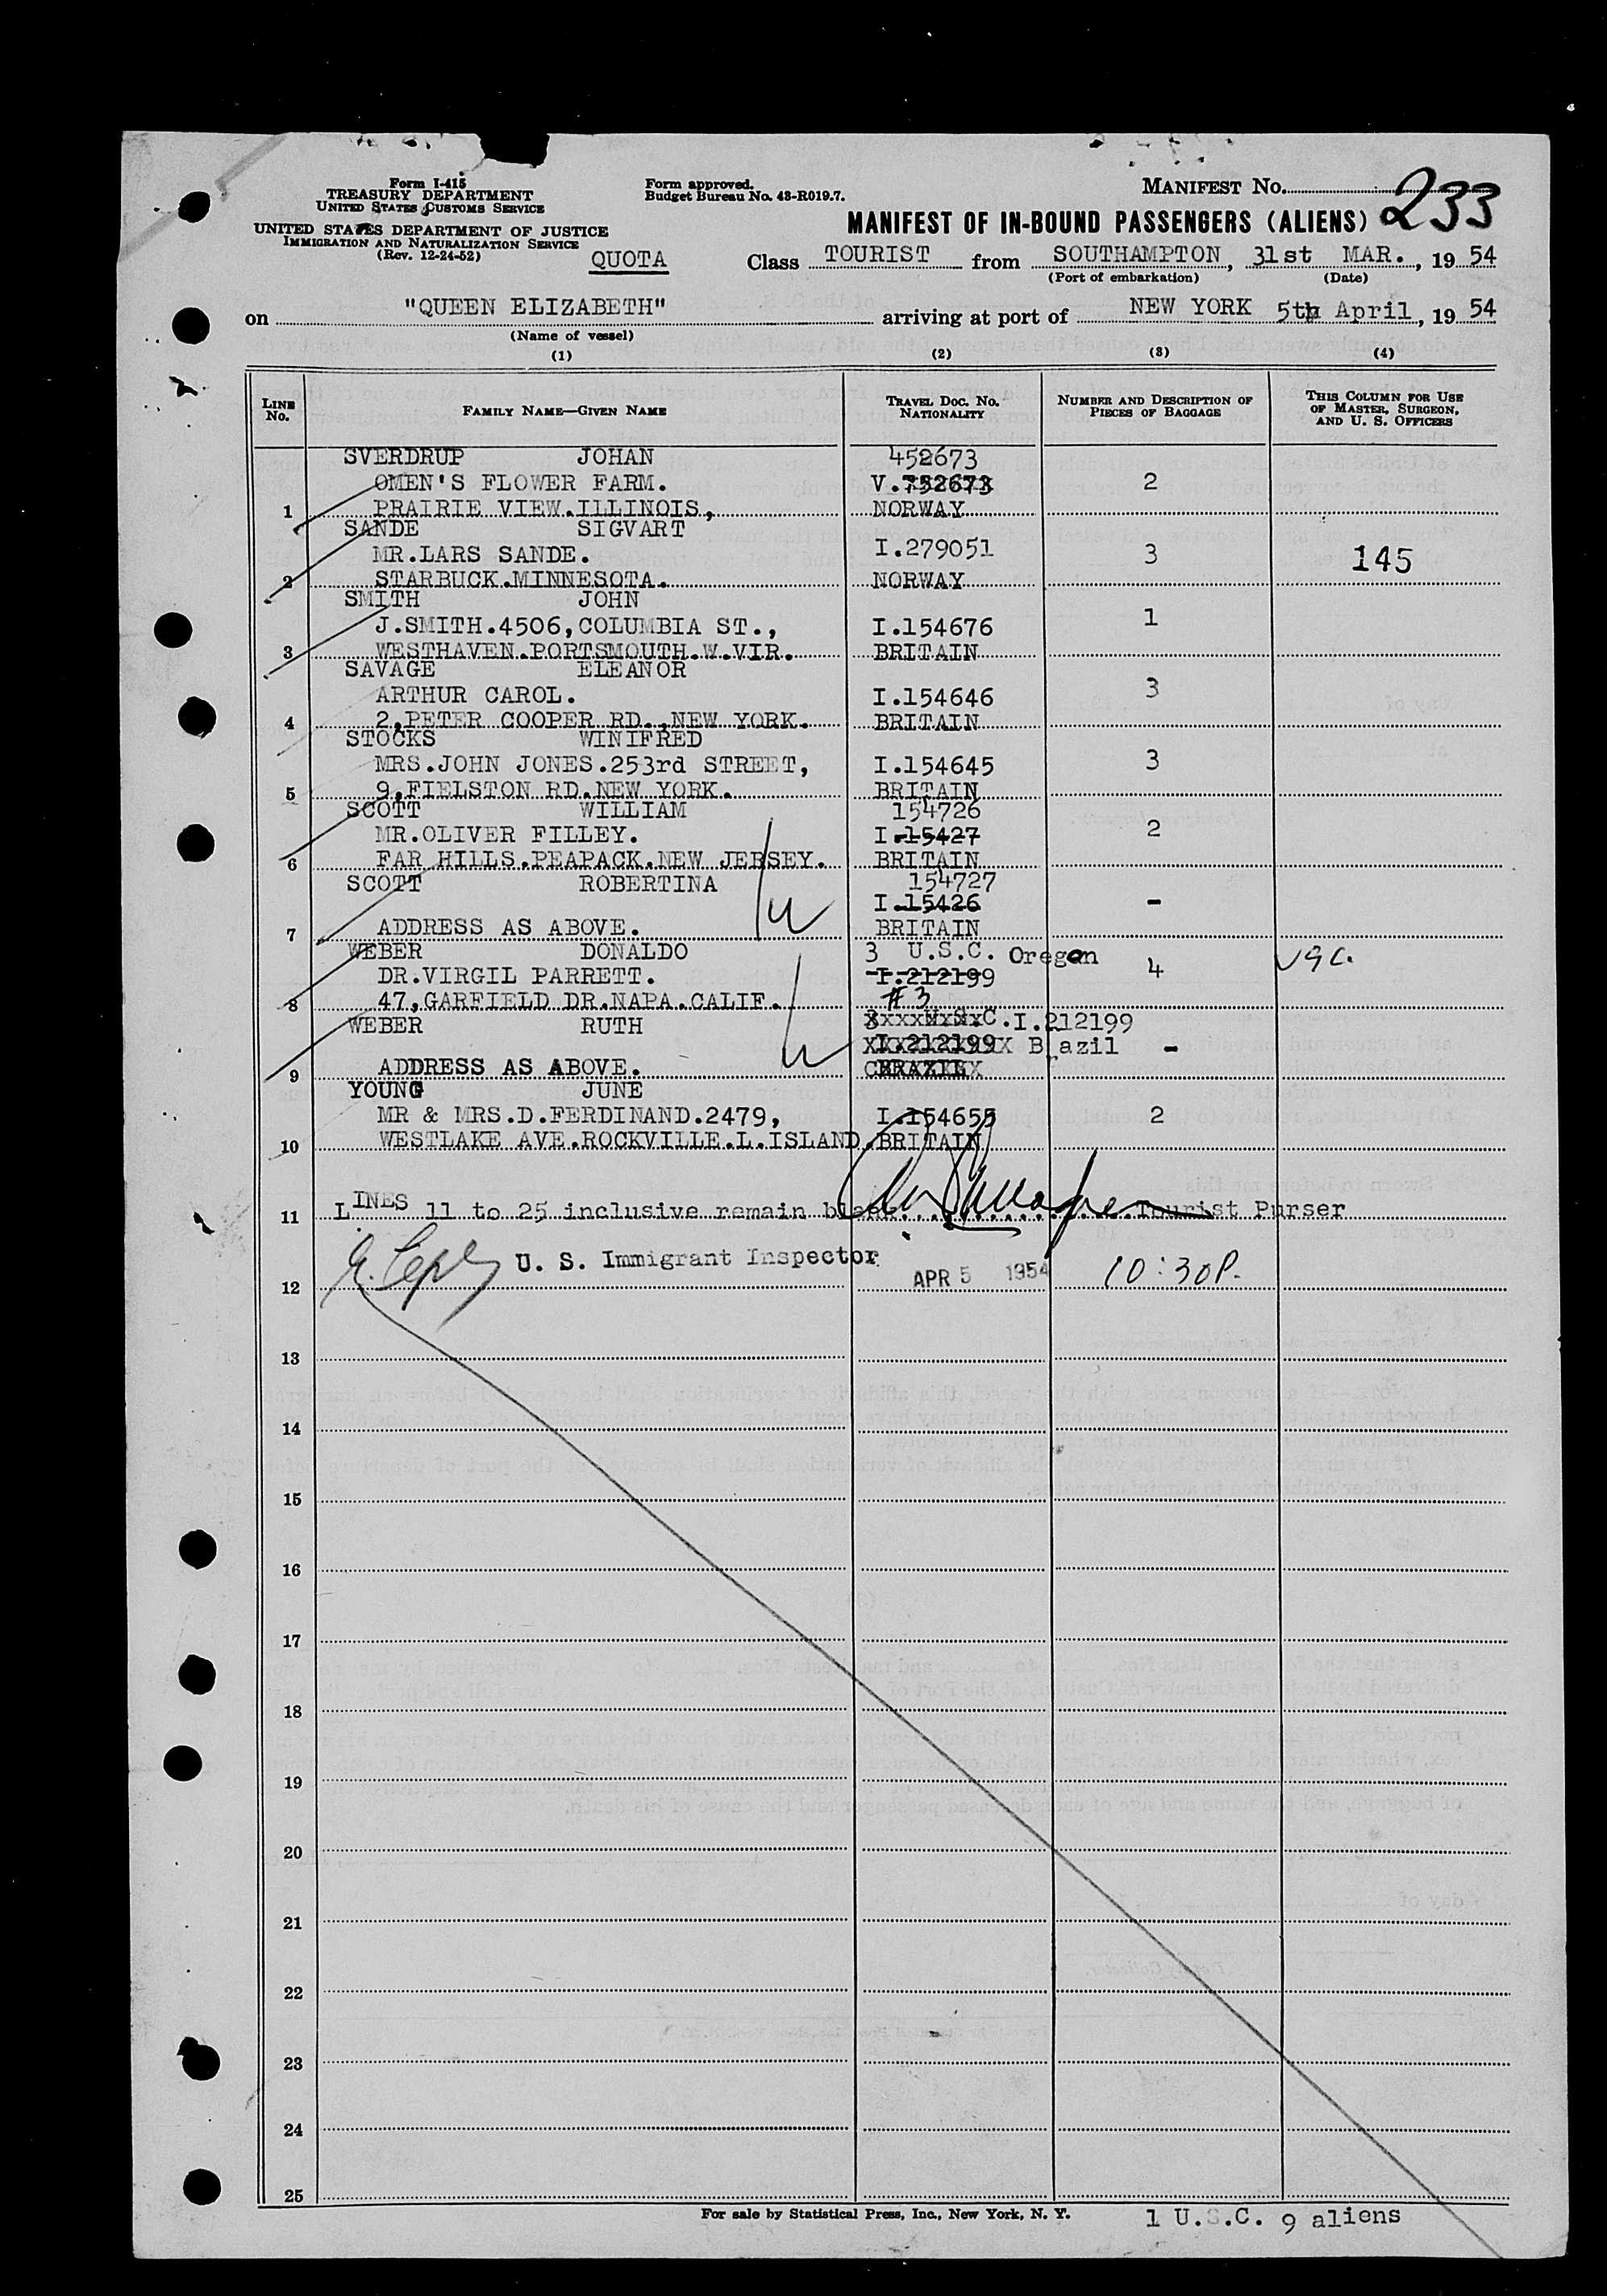 Form I-415
TREASURY DEPARTMENT
UNITED STATES CUSTOMS SERVICE
UNITED STATES DEPARTMENT OF JUSTICE
IMMIGRATION AND NATURALIZATION SERVICE
(Rev. 12-24-52)
QUOTA
Form approved.
Budget Bureau No. 43-R019.7.
MANIFEST No. 233
MANIFEST OF IN-BOUND PASSENGERS (ALIENS)
Class TOURIST from SOUTHAMPTON, 31st MAR., 19 54
(Port of embarkation) (Date)
on "QUEEN ELIZABETH" arriving at port of NEW YORK 5th April, 19 54
(Name of vessel)
(1) (2) (3) (4)
LINE No. FAMILY NAME—GIVEN NAME TRAVEL DOC. NO. NATIONALITY NUMBER AND DESCRIPTION OF PIECES OF BAGGAGE THIS COLUMN FOR USE OF MASTER, SURGEON, AND U. S. OFFICERS
SVERDRUP JOHAN 452673
OMEN'S FLOWER FARM. V.752673 2
1 PRAIRIE VIEW.ILLINOIS, NORWAY
SANDE SIGVART
MR.LARS SANDE. I.279051 3 145
2 STARBUCK.MINNESOTA. NORWAY
SMITH JOHN
J.SMITH.4506,COLUMBIA ST., I.154676 1
3 WESTHAVEN.PORTSMOUTH.W.VIR. BRITAIN
SAVAGE ELEANOR
ARTHUR CAROL. I.154646 3
4 2,PETER COOPER RD.,NEW YORK. BRITAIN
STOCKS WINIFRED
MRS.JOHN JONES.253rd STREET, I.154645 3
5 9,FIELSTON RD.NEW YORK. BRITAIN
SCOTT WILLIAM 154726
MR.OLIVER FILLEY. I.15427 2
6 FAR HILLS.PEAPACK.NEW JERSEY. BRITAIN
SCOTT ROBERTINA 154727
I.15426 -
7 ADDRESS AS ABOVE. BRITAIN
WEBER DONALDO 3 U.S.C. Oregon
DR.VIRGIL PARRETT. I.212199 4 USC.
8 47,GARFIELD DR.NAPA.CALIF. #3
WEBER RUTH I.212199
I.212199 Brazil -
9 ADDRESS AS ABOVE. BRAZIL
YOUNG JUNE
MR & MRS.D.FERDINAND.2479, I.154655 2
10 WESTLAKE AVE.ROCKVILLE.L.ISLAND. BRITAIN
11 LINES 11 to 25 inclusive remain blank Tourist Purser
U. S. Immigrant Inspector APR 5 1954 10:30P.
12
13
14
15
16
17
18
19
20
21
22
23
24
25
For sale by Statistical Press, Inc., New York, N. Y.
1 U.S.C. 9 aliens